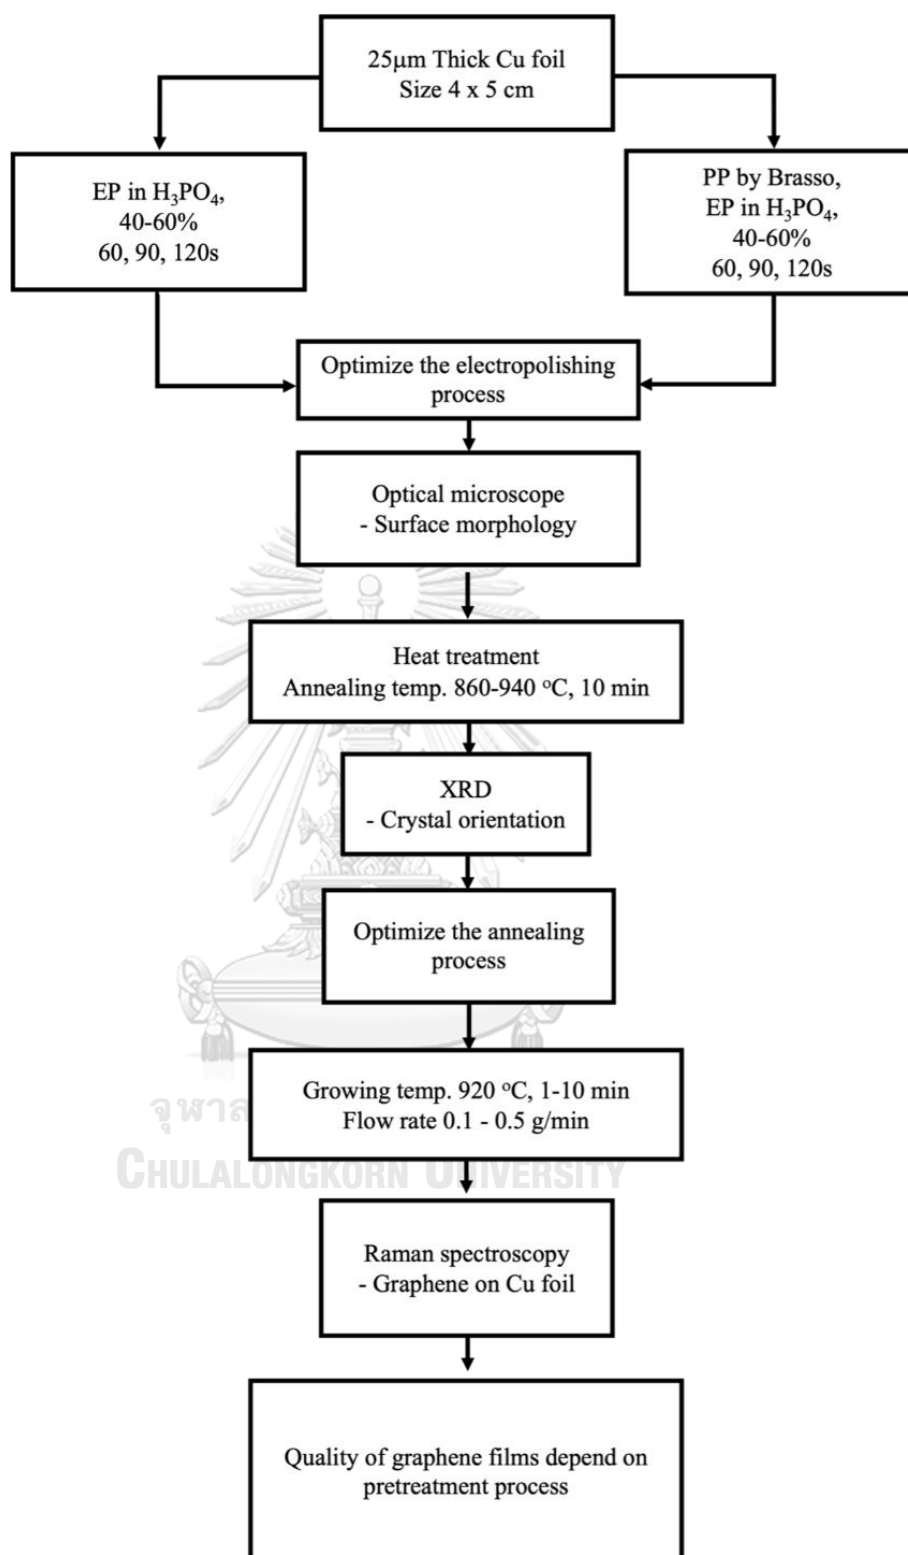 25μm Thick Cu foil
Size 4 x 5 cm
EP in H₃PO₄,
40-60%
60, 90, 120s
PP by Brasso,
EP in H₃PO₄,
40-60%
60, 90, 120s
Optimize the electropolishing
process
Optical microscope
- Surface morphology
Heat treatment
Annealing temp. 860-940 °C, 10 min
XRD
- Crystal orientation
Optimize the annealing
process
Growing temp. 920 °C, 1-10 min
Flow rate 0.1 - 0.5 g/min
CHULALONGKORN UNIVERSITY
Raman spectroscopy
- Graphene on Cu foil
Quality of graphene films depend on
pretreatment process